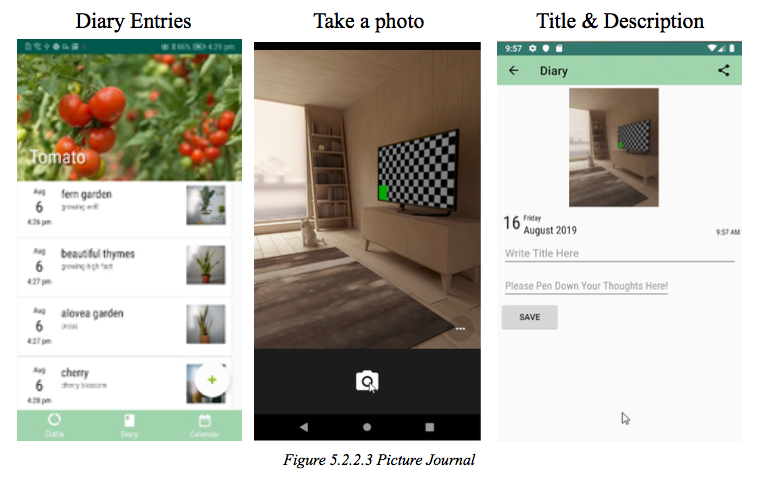 Diary Entries
Take a photo
Title & Description
86% 4:29 pm
Tomato
Aug
6
4:26 pm
fern garden
growing well
Aug
6
4:27 pm
beautiful thymes
growing high fast
Aug
6
4:27 pm
alovea garden
Aug
6
4:28 pm
cherry
cherry blossom
Data
Diary
Calendar
9:57
Diary
16 Friday
August 2019
9:57 AM
Write Title Here
Please Pen Down Your Thoughts Here!
SAVE
Figure 5.2.2.3 Picture Journal